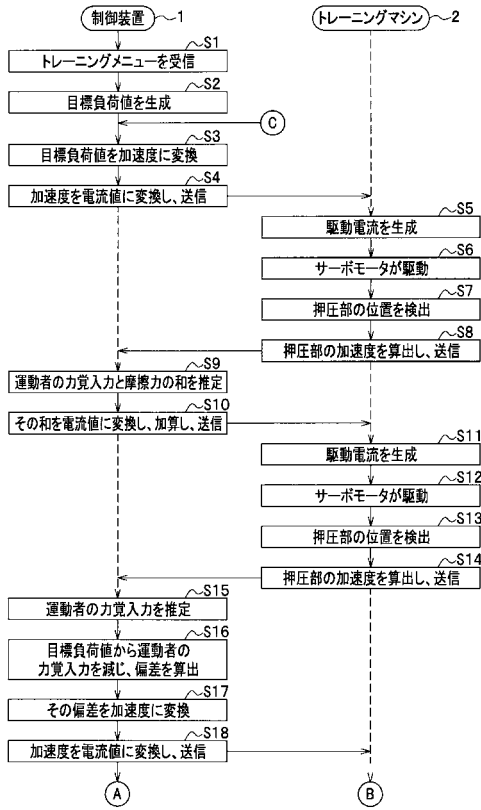 制御装置 1
トレーニングマシン 2
S1
トレーニングメニューを受信
S2
目標負荷値を生成
C
S3
目標負荷値を加速度に変換
S4
加速度を電流値に変換し、送信
S5
駆動電流を生成
S6
サーボモータが駆動
S7
押圧部の位置を検出
S8
押圧部の加速度を算出し、送信
S9
運動者の力覚入力と摩擦力の和を推定
S10
その和を電流値に変換し、加算し、送信
S11
駆動電流を生成
S12
サーボモータが駆動
S13
押圧部の位置を検出
S14
押圧部の加速度を算出し、送信
S15
運動者の力覚入力を推定
S16
目標負荷値から運動者の
力覚入力を減じ、偏差を算出
S17
その偏差を加速度に変換
S18
加速度を電流値に変換し、送信
A
B